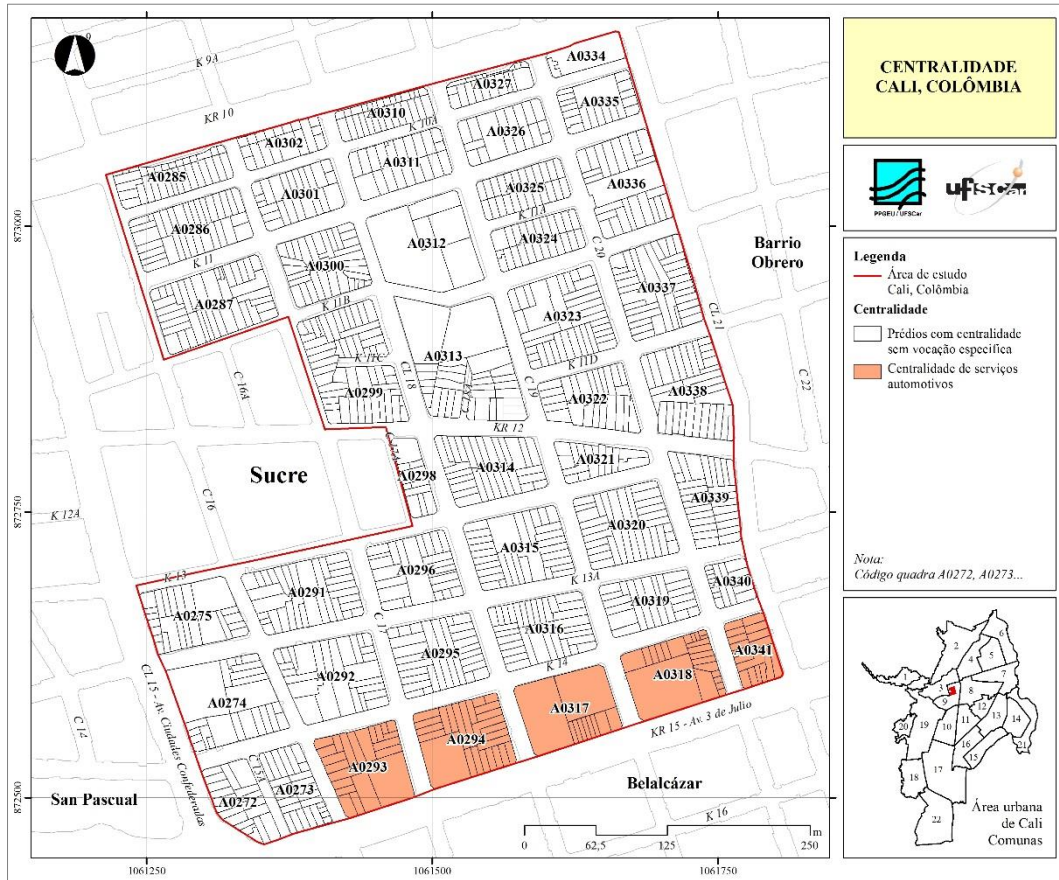 CENTRALIDADE
CALI, COLÔMBIA
PPGEU / UFSCar
ufscar
Legenda
Área de estudo
Cali, Colômbia
Centralidade
Prédios com centralidade
sem vocação especifica
Centralidade de serviços
automotivos
Nota:
Código quadra A0272, A0273...
1
2
3
4
5
6
7
8
9
10
11
12
13
14
15
16
17
18
19
20
21
22
Área urbana
de Cali
Comunas
K 9A
KR 10
A0334
A0327
A0310
K 10A
A0335
A0302
A0326
A0311
A0285
A0301
A0325
A0336
K 11A
A0286
A0312
A0324
C 20
Barrio
Obrero
K 11
A0300
A0287
K 11B
A0323
A0337
CL 21
K 11C
CL 18
A0313
C 19
K 11D
C 22
C 16A
A0299
A0322
A0338
KR 12
C 17A
A0298
A0314
A0321
Sucre
C 16
K 12A
A0339
A0320
A0315
K 13
A0296
K 13A
A0340
A0291
A0275
A0319
C 17
A0316
A0295
A0292
K 14
A0341
A0318
A0274
CL 15 - Av. Ciudades Confederadas
C 14
A0317
KR 15 - Av. 3 de Julio
A0294
A0293
C 15A
A0273
A0272
San Pascual
Belalcázar
K 16
0
62,5
125
250
m
873000
872750
872500
1061250
1061500
1061750